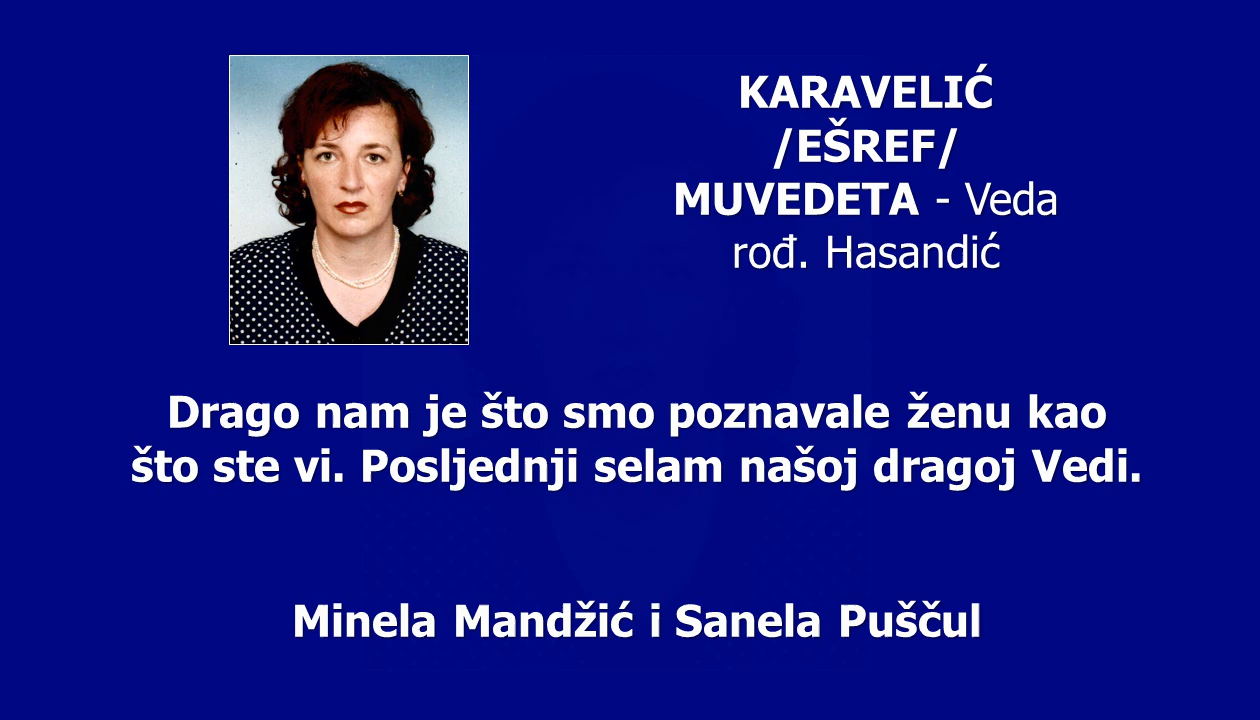 KARAVELIĆ
/EŠREF/
MUVEDETA - Veda
rođ. Hasandić
Drago nam je što smo poznavale ženu kao
što ste vi. Posljednji selam našoj dragoj Vedi.
Minela Mandžić i Sanela Puščul